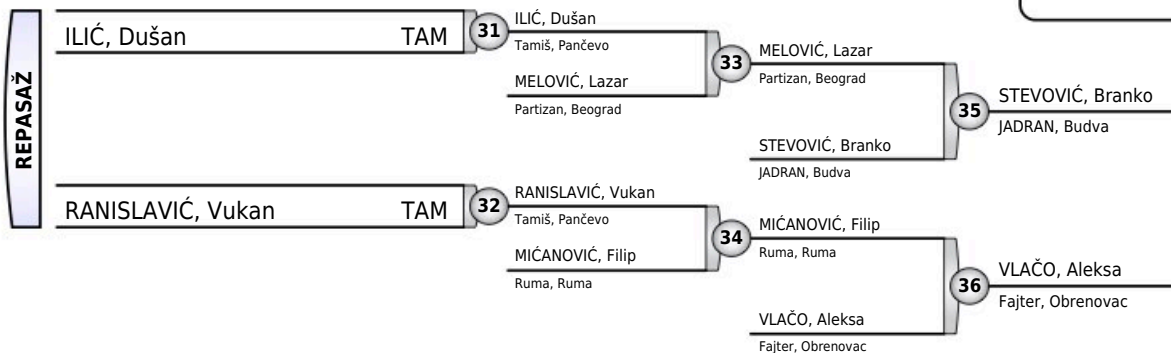 REPASAŽ
ILIĆ, Dušan TAM
31
ILIĆ, Dušan
Tamiš, Pančevo
MELOVIĆ, Lazar
Partizan, Beograd
33
MELOVIĆ, Lazar
Partizan, Beograd
STEVOVIĆ, Branko
JADRAN, Budva
35
STEVOVIĆ, Branko
JADRAN, Budva
RANISLAVIĆ, Vukan TAM
32
RANISLAVIĆ, Vukan
Tamiš, Pančevo
MIĆANOVIĆ, Filip
Ruma, Ruma
34
MIĆANOVIĆ, Filip
Ruma, Ruma
VLAČO, Aleksa
Fajter, Obrenovac
36
VLAČO, Aleksa
Fajter, Obrenovac